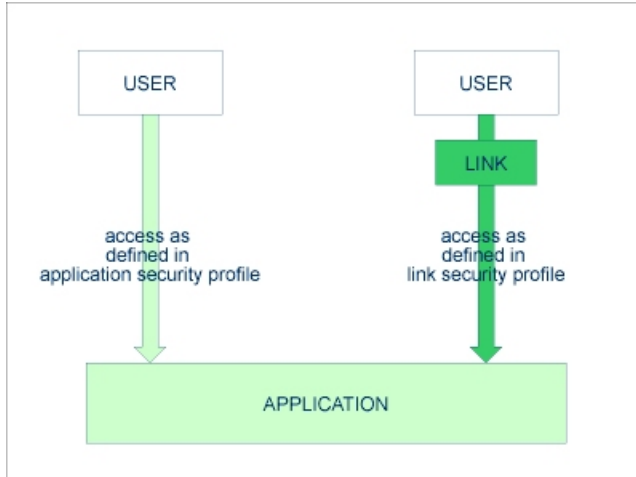 USER
USER
LINK
access as
defined in
application security profile
access as
defined in
link security profile
APPLICATION